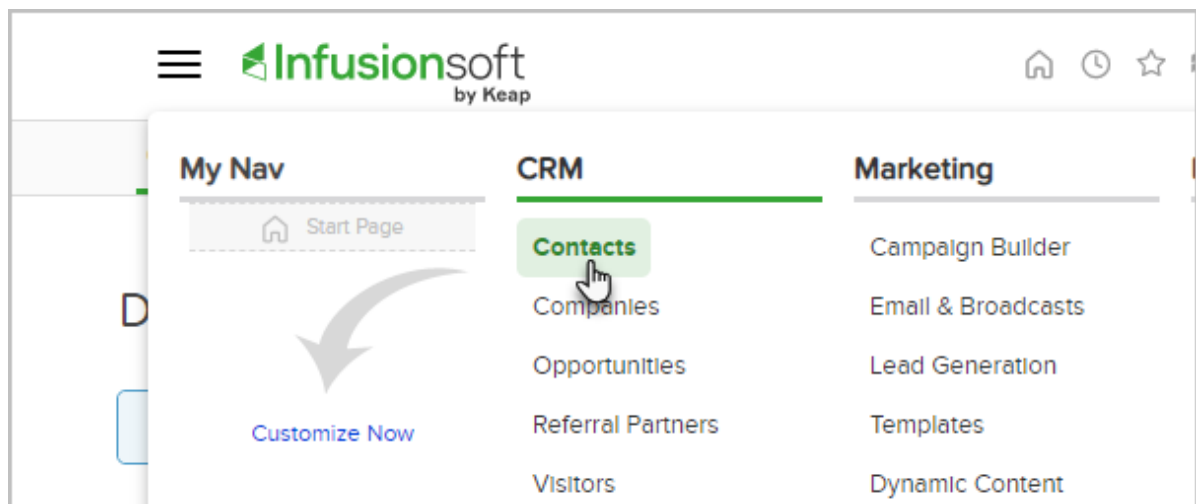 Infusionsoft
by Keap
My Nav
Start Page
Customize Now
CRM
Contacts
Companies
Opportunities
Referral Partners
Visitors
Marketing
Campaign Builder
Email & Broadcasts
Lead Generation
Templates
Dynamic Content
D